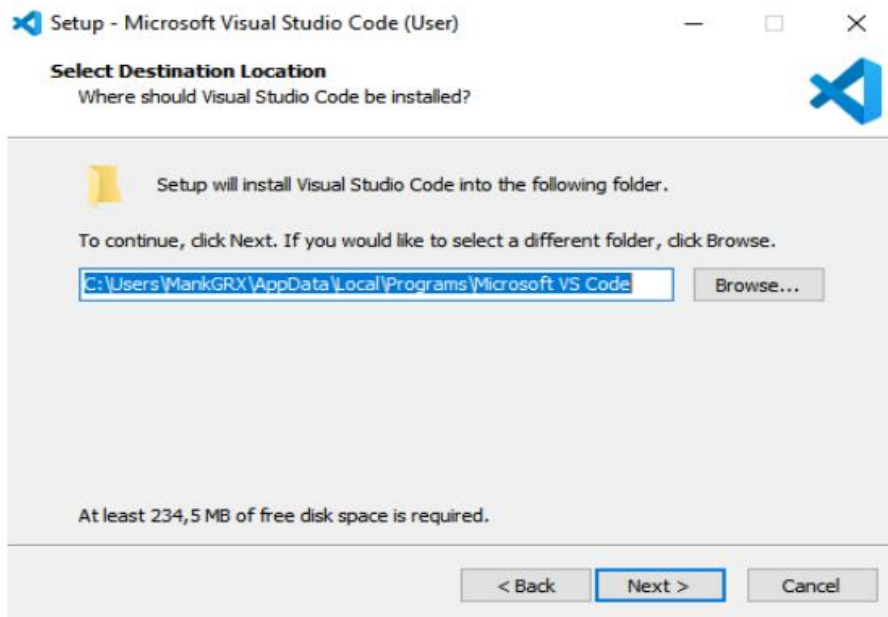 Setup - Microsoft Visual Studio Code (User)
Select Destination Location
Where should Visual Studio Code be installed?
Setup will install Visual Studio Code into the following folder.
To continue, click Next. If you would like to select a different folder, click Browse.
C:\Users\MankGRX\AppData\Local\Programs\Microsoft VS Code
Browse...
At least 234,5 MB of free disk space is required.
< Back
Next >
Cancel